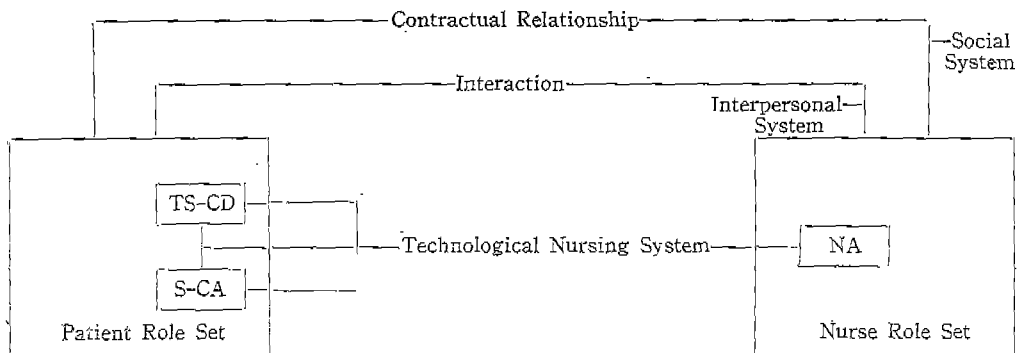 Contractual Relationship
Social
System
Interaction
Interpersonal
System
TS-CD
Technological Nursing System
NA
S-CA
Patient Role Set
Nurse Role Set